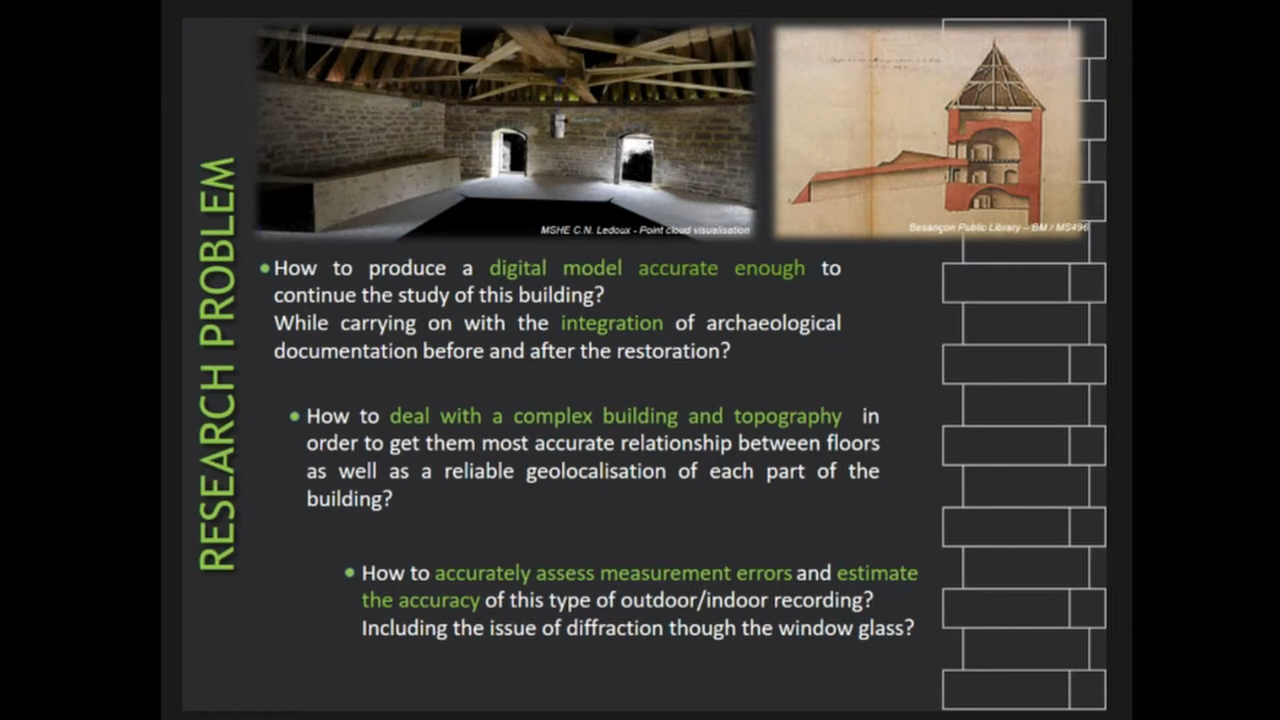 RESEARCH PROBLEM
MSHE C.N. Ledoux - Point cloud visualisation
Besançon Public Library – BM / MS496
•How to produce a digital model accurate enough to
continue the study of this building?
While carrying on with the integration of archaeological
documentation before and after the restoration?
• How to deal with a complex building and topography in
order to get them most accurate relationship between floors
as well as a reliable geolocalisation of each part of the
building?
• How to accurately assess measurement errors and estimate
the accuracy of this type of outdoor/indoor recording?
Including the issue of diffraction though the window glass?